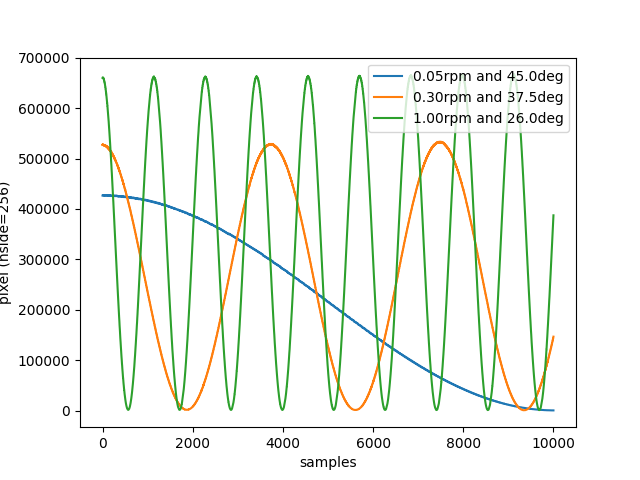 700000
600000
500000
400000
300000
200000
100000
0
pixel (nside=256)
0.05rpm and 45.0deg
0.30rpm and 37.5deg
1.00rpm and 26.0deg
0 2000 4000 6000 8000 10000
samples